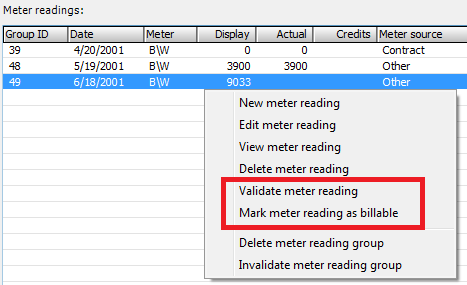 Meter readings:
Group ID Date Meter Display Actual Credits Meter source
39 4/20/2001 B\W 0 0 Contract
48 5/19/2001 B\W 3900 3900 Other
49 6/18/2001 B\W 9033 Other
New meter reading
Edit meter reading
View meter reading
Delete meter reading
Validate meter reading
Mark meter reading as billable
Delete meter reading group
Invalidate meter reading group